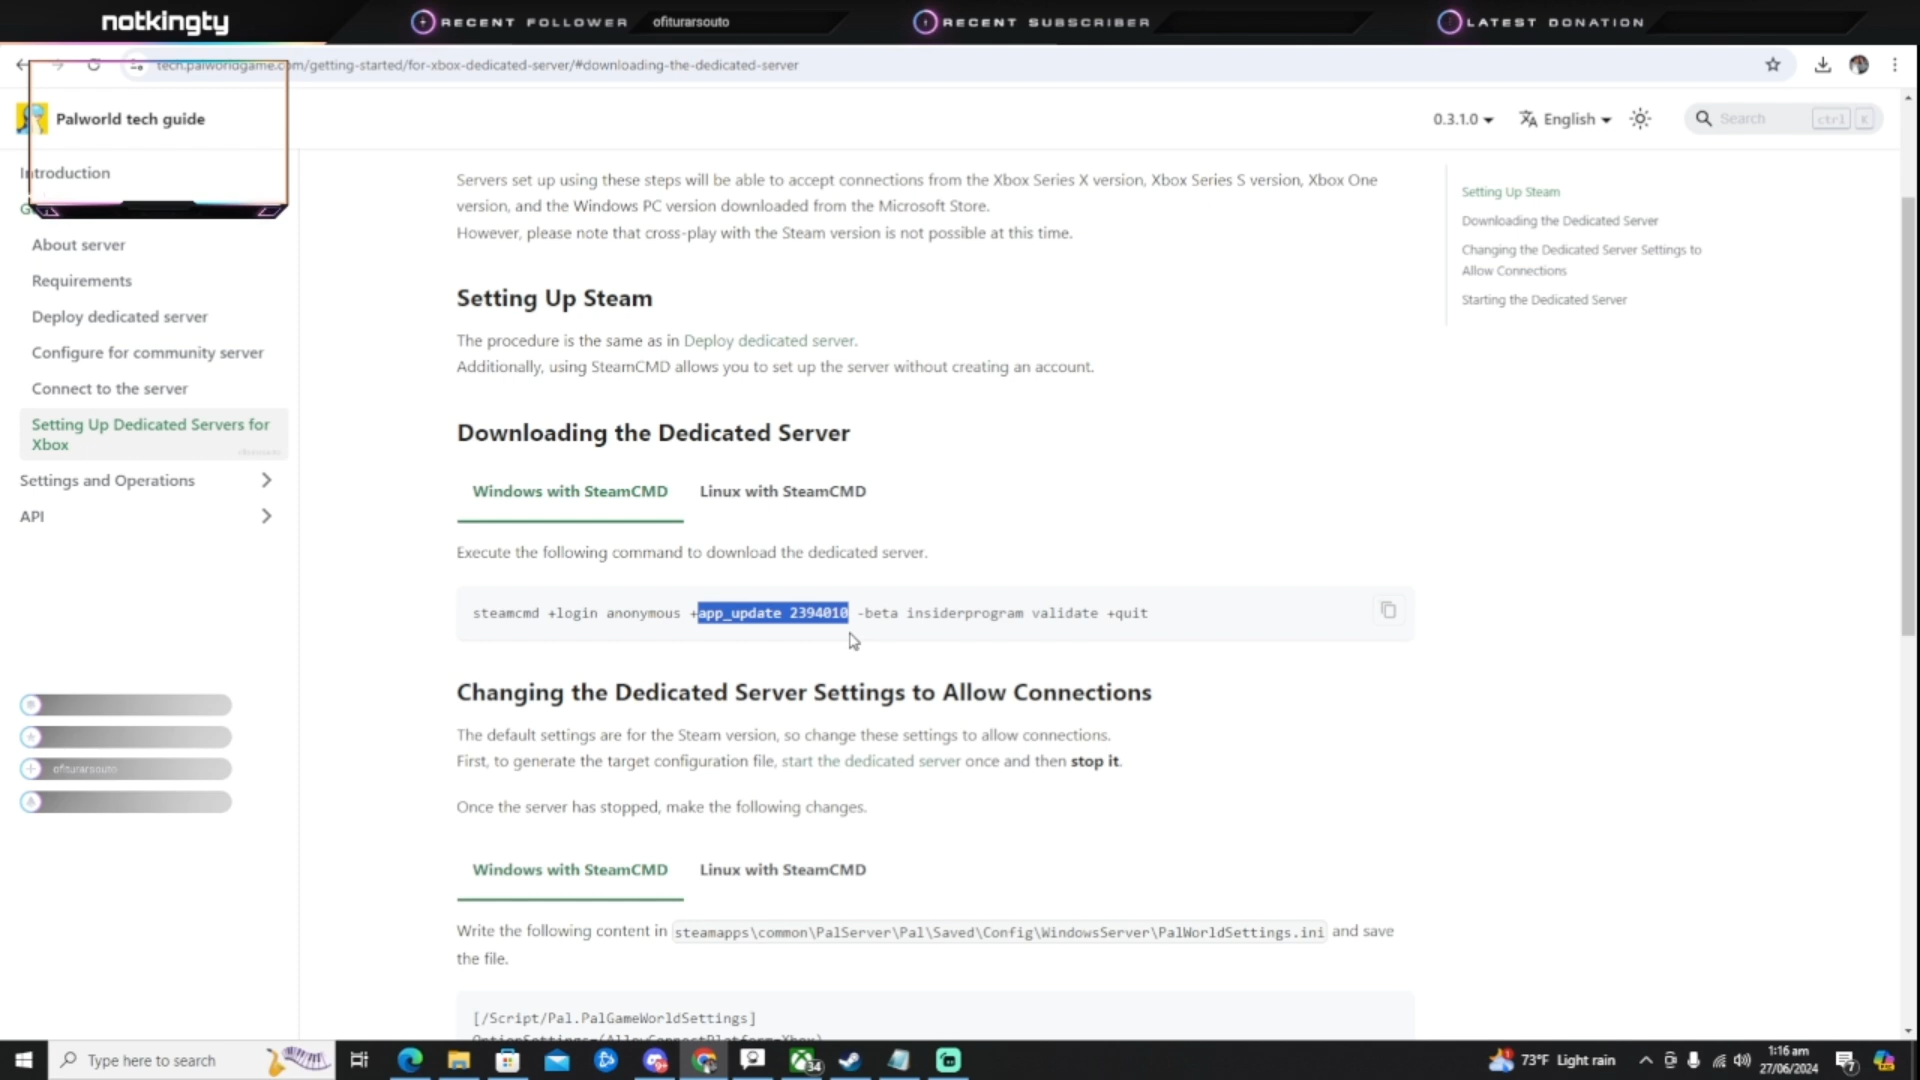 notkingty
RECENT FOLLOWER ofiturarsouto
RECENT SUBSCRIBER
LATEST DONATION
tech.palworldgame.com/getting-started/for-xbox-dedicated-server/#downloading-the-dedicated-server
Palworld tech guide
0.3.1.0
English
Search ctrl K
Introduction
About server
Requirements
Deploy dedicated server
Configure for community server
Connect to the server
Setting Up Dedicated Servers for
Xbox
Settings and Operations
API
ofiturarsouto
Servers set up using these steps will be able to accept connections from the Xbox Series X version, Xbox Series S version, Xbox One
version, and the Windows PC version downloaded from the Microsoft Store.
However, please note that cross-play with the Steam version is not possible at this time.
Setting Up Steam
The procedure is the same as in Deploy dedicated server.
Additionally, using SteamCMD allows you to set up the server without creating an account.
Downloading the Dedicated Server
Windows with SteamCMD Linux with SteamCMD
Execute the following command to download the dedicated server.
steamcmd +login anonymous +app_update 2394010 -beta insiderprogram validate +quit
Changing the Dedicated Server Settings to Allow Connections
The default settings are for the Steam version, so change these settings to allow connections.
First, to generate the target configuration file, start the dedicated server once and then stop it.
Once the server has stopped, make the following changes.
Windows with SteamCMD Linux with SteamCMD
Write the following content in steamapps\common\PalServer\Pal\Saved\Config\WindowsServer\PalWorldSettings.ini and save
the file.
[/Script/Pal.PalGameWorldSettings]
OptionSettings=(AllowConnectPlatform=Xbox)
Setting Up Steam
Downloading the Dedicated Server
Changing the Dedicated Server Settings to
Allow Connections
Starting the Dedicated Server
Type here to search
34
73°F Light rain
1:16 am
27/06/2024
7